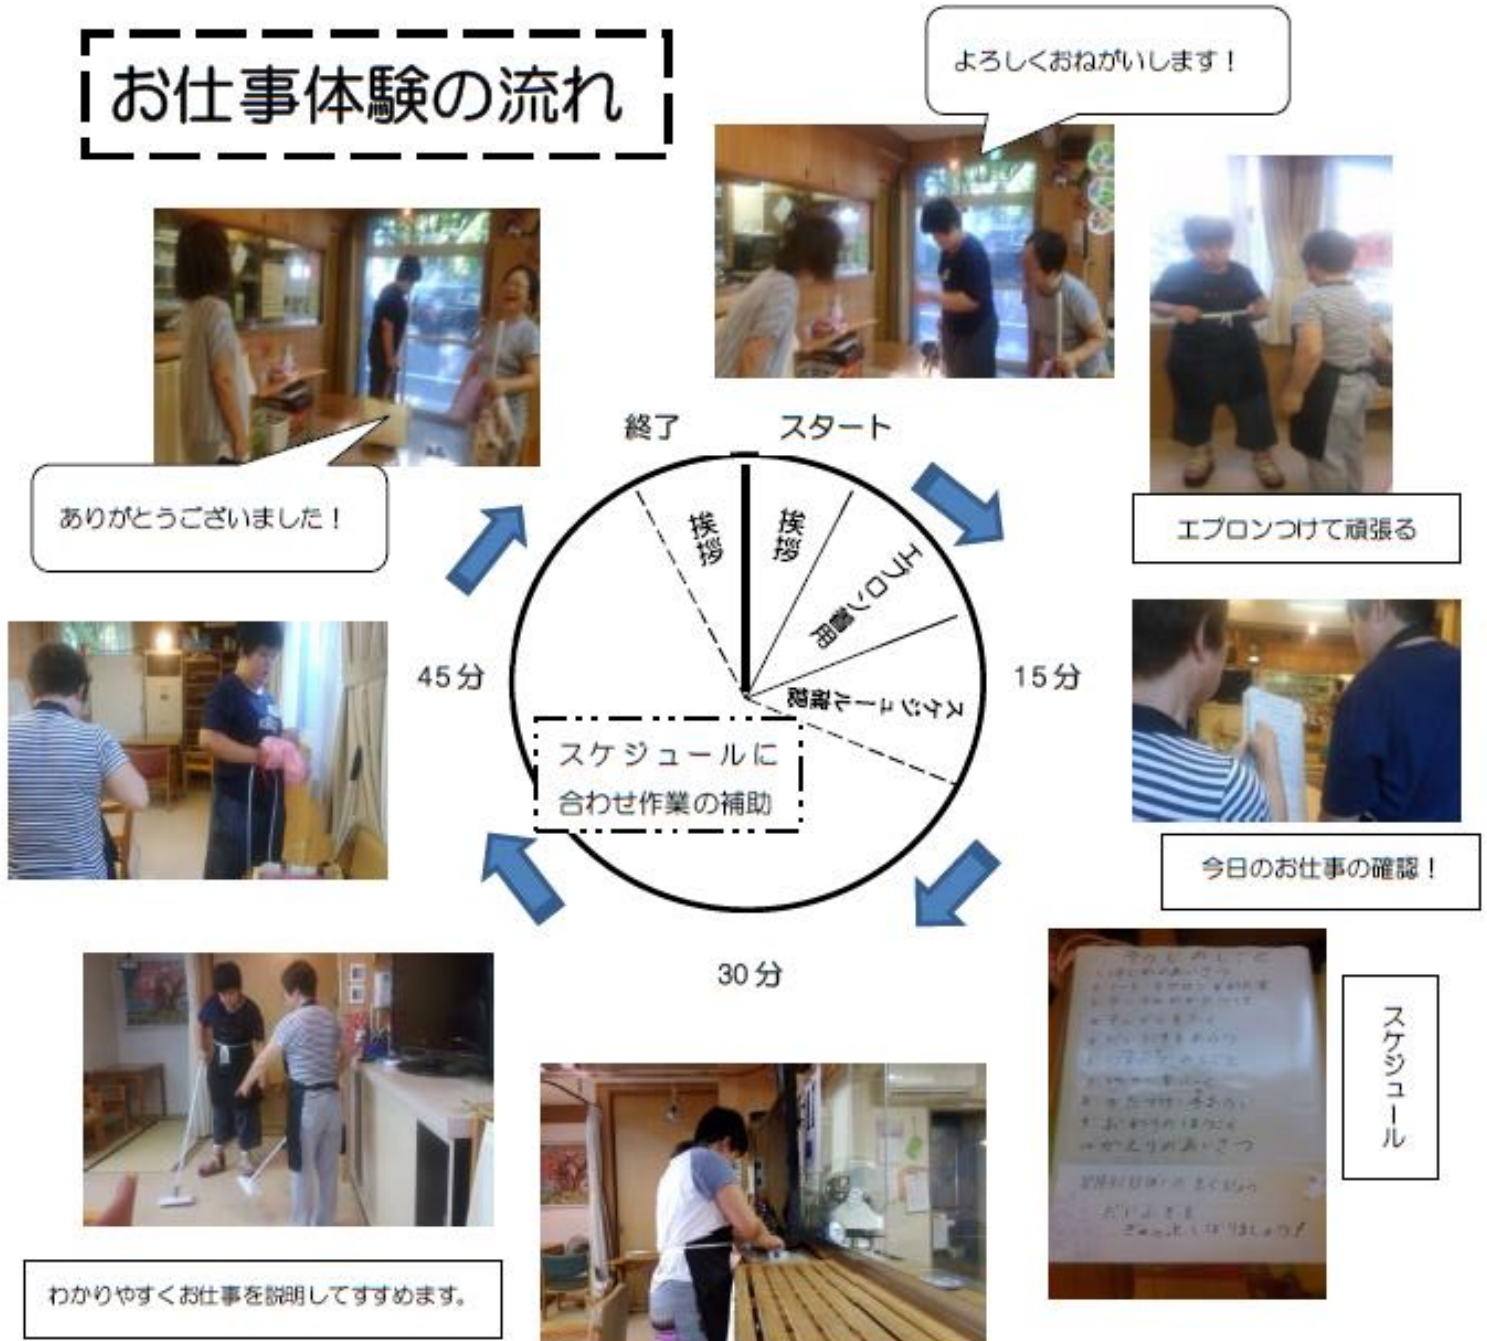 お仕事体験の流れ
よろしくおねがいします！
ありがとうございました！
終了
スタート
挨拶
挨拶
エプロン着用
スケジュール確認
スケジュールに
合わせ作業の補助
15分
30分
45分
エプロンつけて頑張る
今日のお仕事の確認！
スケジュール
わかりやすくお仕事を説明してすすめます。